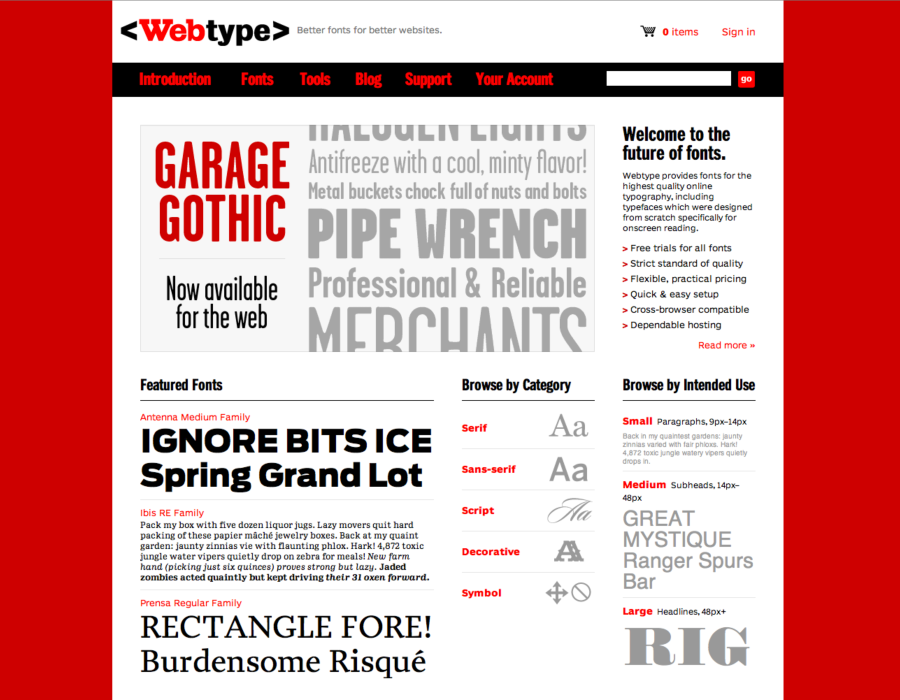 <Webtype>
Better fonts for better websites.
0 items
Sign in
Introduction
Fonts
Tools
Blog
Support
Your Account
go
GARAGE
GOTHIC
Now available
for the web
HALOGEN LIGHTS
Antifreeze with a cool, minty flavor!
Metal buckets chock full of nuts and bolts
PIPE WRENCH
Professional & Reliable
MERCHANTS
Welcome to the
future of fonts.
Webtype provides fonts for the
highest quality online
typography, including
typefaces which were designed
from scratch specifically for
onscreen reading.
> Free trials for all fonts
> Strict standard of quality
> Flexible, practical pricing
> Quick & easy setup
> Cross-browser compatible
> Dependable hosting
Read more »
Featured Fonts
Antenna Medium Family
IGNORE BITS ICE
Spring Grand Lot
Ibis RE Family
Pack my box with five dozen liquor jugs. Lazy movers quit hard
packing of these papier mâché jewelry boxes. Back at my quaint
garden: jaunty zinnias vie with flaunting phlox. Hark! 4,872 toxic
jungle water vipers quietly drop on zebra for meals! New farm
hand (picking just six quinces) proves strong but lazy. Jaded
zombies acted quaintly but kept driving their 31 oxen forward.
Prensa Regular Family
RECTANGLE FORE!
Burdensome Risqué
Browse by Category
Serif
Aa
Sans-serif
Aa
Script
Aa
Decorative
AA
Symbol
Browse by Intended Use
Small Paragraphs, 9px–14px
Back in my quaintest gardens: jaunty
zinnias varied with fair phloxs. Hark!
4,872 toxic jungle watery vipers quietly
drops in.
Medium Subheads, 14px–
48px
GREAT
MYSTIQUE
Ranger Spurs
Bar
Large Headlines, 48px+
RIG